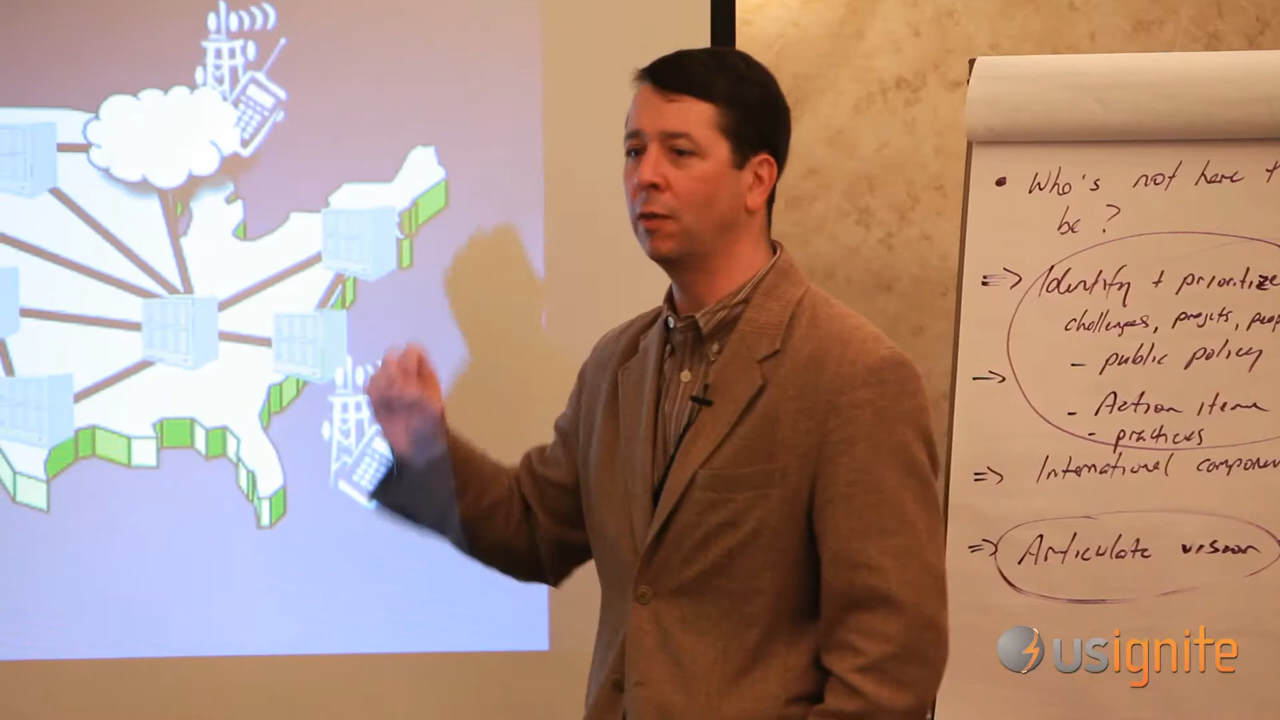 • Who's not here t
be?
⇒ Identify + prioritize
challenges, projects, peop
- public policy
→
- Action items
- practices
⇒ International componen
⇒ Articulate vision
usignite